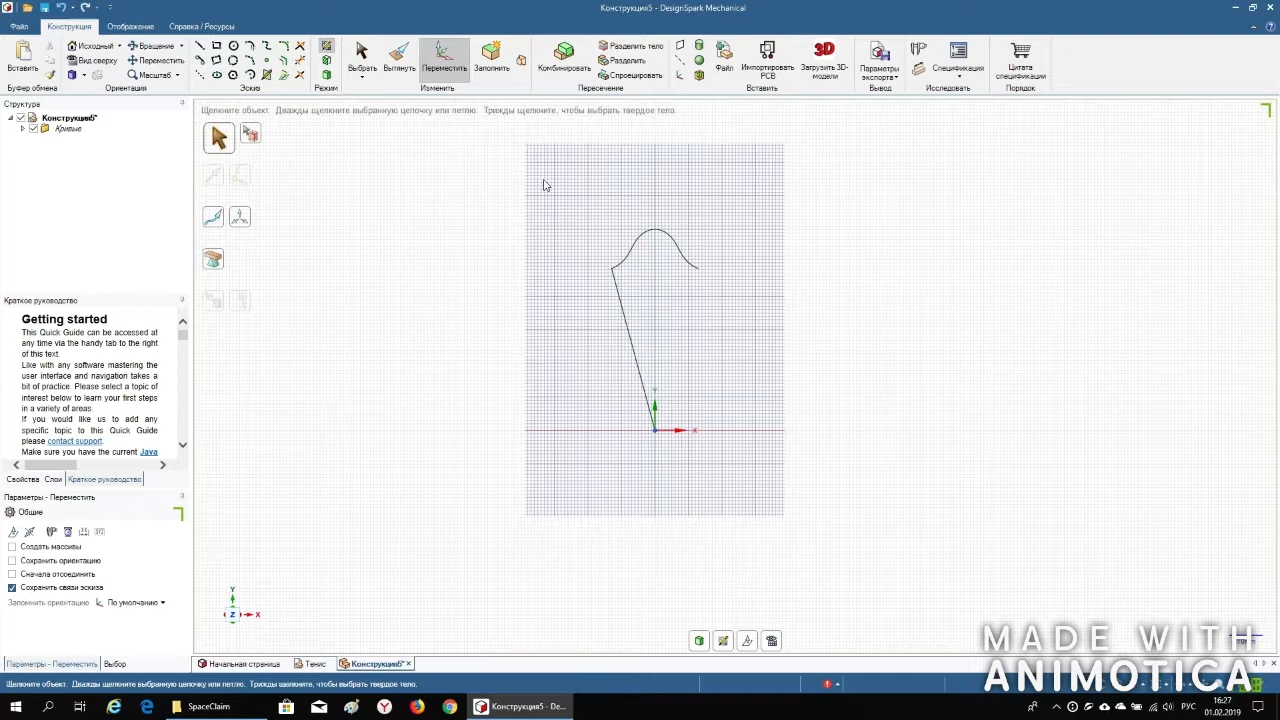 Конструкция5 - DesignSpark Mechanical
Файл Конструкция Отображение Справка / Ресурсы
Вставить
Исходный
Вид сверху
Вращение
Переместить
Масштаб
Выбрать
Вытянуть
Переместить
Заполнить
Комбинировать
Разделить тело
Разделить
Спроецировать
Файл
Импортировать PCB
Загрузить 3D-модели
Параметры экспорта
Спецификация
Цитата спецификации
Буфер обмена Ориентация Эскиз Режим Изменить Пересечение Вставить Вывод Исследовать Порядок
Структура
Щелкните объект. Дважды щелкните выбранную цепочку или петлю. Трижды щелкните, чтобы выбрать твердое тело.
Конструкция5*
Кривые
Краткое руководство
Getting started
This Quick Guide can be accessed at
any time via the handy tab to the right
of this text.
Like with any software mastering the
user interface and navigation takes a
bit of practice. Please select a topic of
interest below to learn your first steps
in a variety of areas.
If you would like us to add any
specific topic to this Quick Guide
please contact support.
Make sure you have the current Java
Свойства Слои Краткое руководство
Параметры - Переместить
Общие
XYZ
Создать массивы
Сохранить ориентацию
Сначала отсоединить
Сохранить связи эскиза
Запомнить ориентацию По умолчанию
Y
X
Y
Z
X
MADE WITH
ANIMOTICA
Параметры - Переместить Выбор
Начальная страница Тенис Конструкция5*
Щелкните объект. Дважды щелкните выбранную цепочку или петлю. Трижды щелкните, чтобы выбрать твердое тело.
SpaceClaim
Конструкция5 - De...
РУС
16:27
01.02.2019